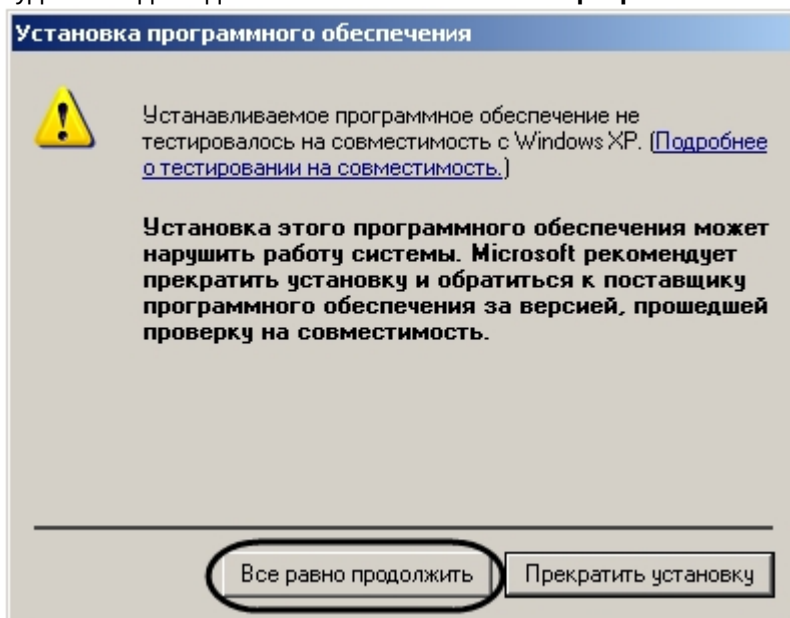 Установка программного обеспечения
Устанавливаемое программное обеспечение не
тестировалось на совместимость с Windows XP. (Подробнее
о тестировании на совместимость.)
Установка этого программного обеспечения может
нарушить работу системы. Microsoft рекомендует
прекратить установку и обратиться к поставщику
программного обеспечения за версией, прошедшей
проверку на совместимость.
Все равно продолжить
Прекратить установку